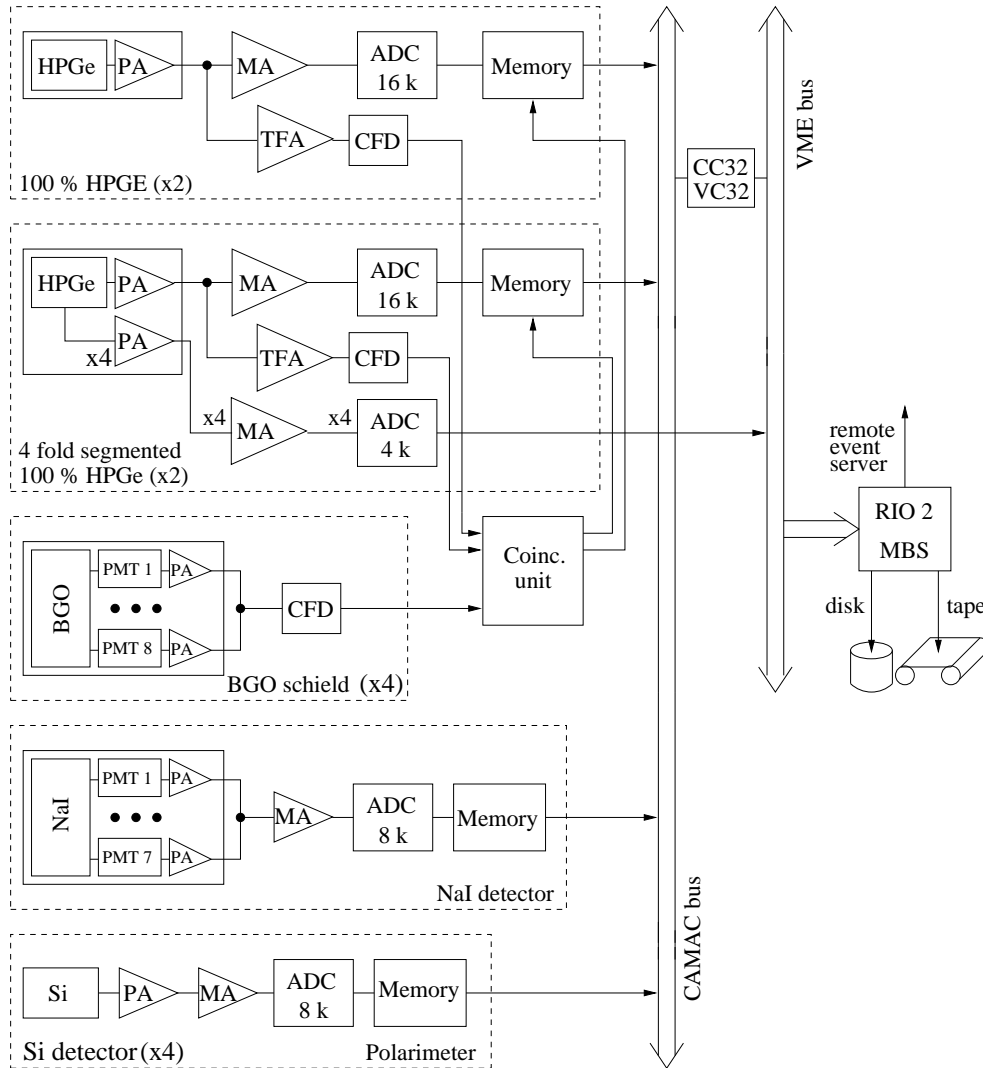 HPGe
PA
MA
ADC
16 k
Memory
TFA
CFD
100 % HPGE (x2)
HPGe
PA
PA
x4
MA
ADC
16 k
Memory
TFA
CFD
x4
MA
x4
ADC
4 k
4 fold segmented
100 % HPGe (x2)
BGO
PMT 1
PA
PMT 8
PA
CFD
BGO schield (x4)
Coinc.
unit
NaI
PMT 1
PA
PMT 7
PA
MA
ADC
8 k
Memory
NaI detector
Si
PA
MA
ADC
8 k
Memory
Si detector (x4)
Polarimeter
CAMAC bus
CC32
VC32
VME bus
remote
event
server
RIO 2
MBS
disk
tape